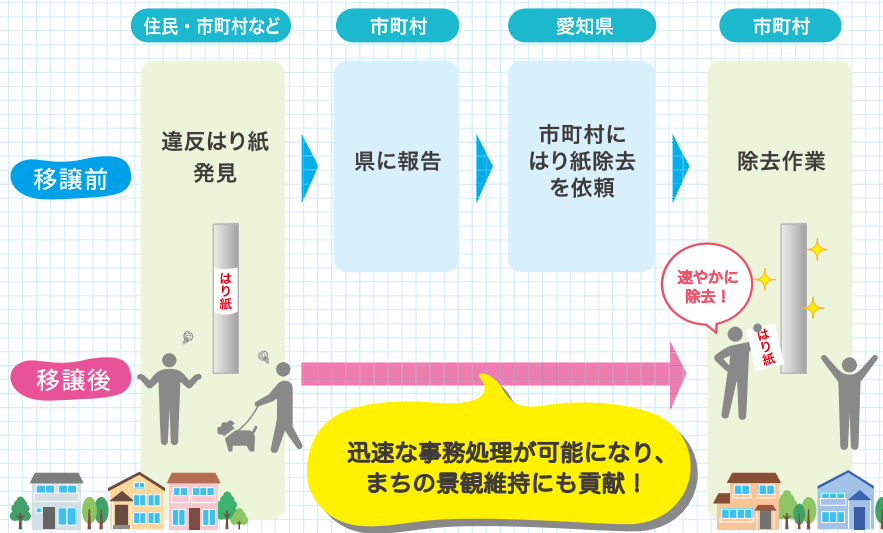 住民・市町村など
市町村
愛知県
市町村
移譲前
違反はり紙
発見
県に報告
市町村に
はり紙除去
を依頼
除去作業
はり紙
速やかに
除去！
はり紙
移譲後
迅速な事務処理が可能になり、
まちの景観維持にも貢献！